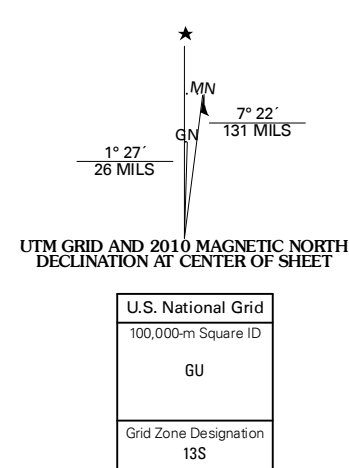 MN
7° 22´
131 MILS
GN
1° 27´
26 MILS
UTM GRID AND 2010 MAGNETIC NORTH
DECLINATION AT CENTER OF SHEET
U.S. National Grid
100,000-m Square ID
GU
Grid Zone Designation
13S